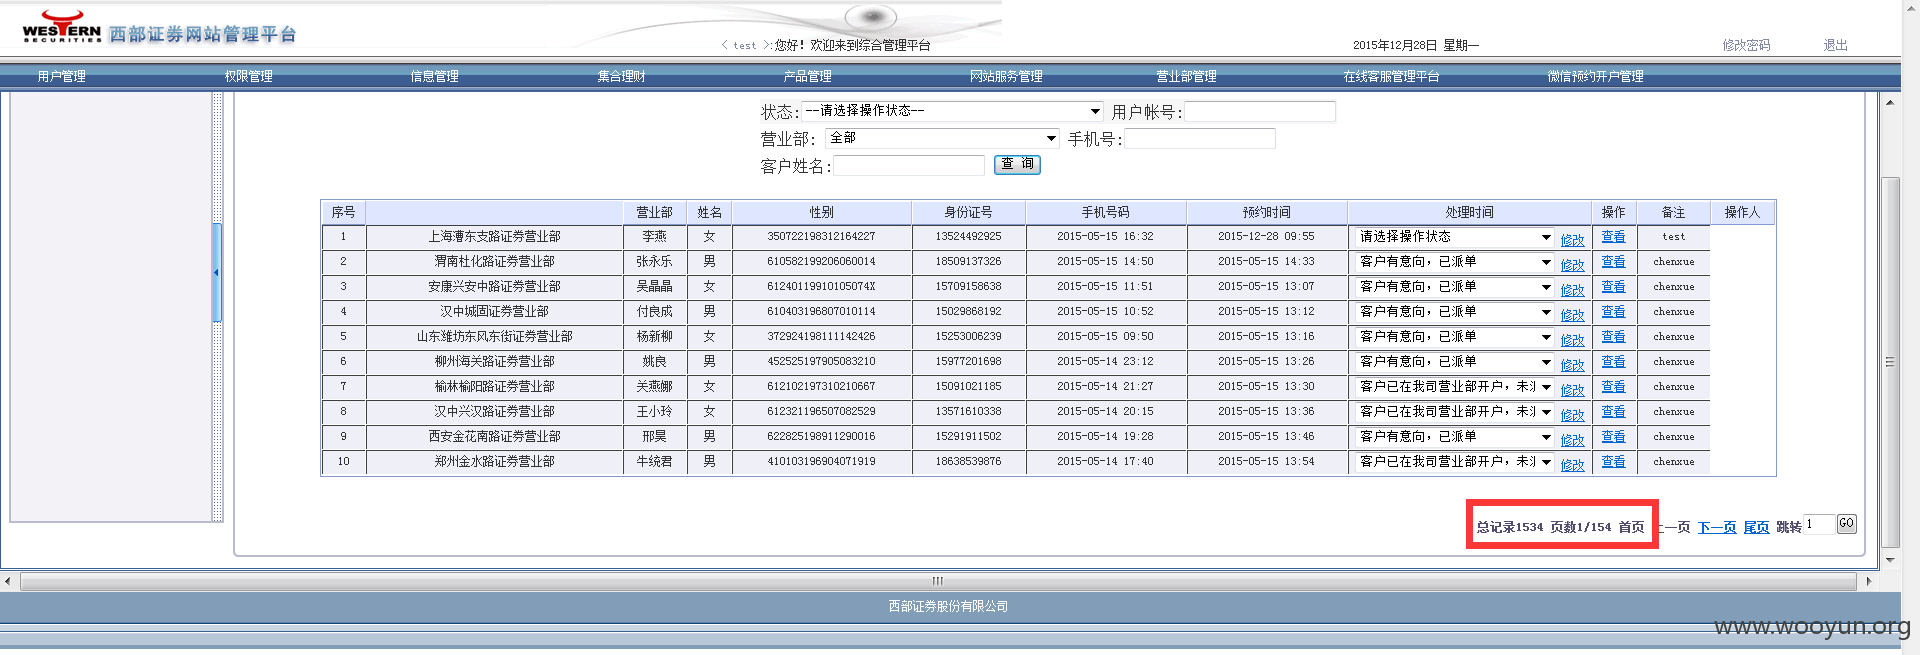 WESTERN
SECURITIES
西部证券网站管理平台
< test >:您好！欢迎来到综合管理平台
2015年12月28日 星期一
修改密码 退出
用户管理 权限管理 信息管理 集合理财 产品管理 网站服务管理 营业部管理 在线客服管理平台 微信预约开户管理
状态: --请选择操作状态-- 用户帐号:
营业部: 全部 手机号:
客户姓名: 查 询
序号 营业部 姓名 性别 身份证号 手机号码 预约时间 处理时间 操作 备注 操作人
1 上海漕东支路证券营业部 李燕 女 350722198312164227 13524492925 2015-05-15 16:32 2015-12-28 09:55 请选择操作状态 修改 查看 test
2 渭南杜化路证券营业部 张永乐 男 610582199206060014 18509137326 2015-05-15 14:50 2015-05-15 14:33 客户有意向，已派单 修改 查看 chenxue
3 安康兴安中路证券营业部 吴晶晶 女 61240119910105074X 15709158638 2015-05-15 11:51 2015-05-15 13:07 客户有意向，已派单 修改 查看 chenxue
4 汉中城固证券营业部 付良成 男 610403196807010114 15029868192 2015-05-15 10:52 2015-05-15 13:12 客户有意向，已派单 修改 查看 chenxue
5 山东潍坊东风东街证券营业部 杨新柳 女 372924198111142426 15253006239 2015-05-15 09:50 2015-05-15 13:16 客户有意向，已派单 修改 查看 chenxue
6 柳州海关路证券营业部 姚良 男 452525197905083210 15977201698 2015-05-14 23:12 2015-05-15 13:26 客户有意向，已派单 修改 查看 chenxue
7 榆林榆阳路证券营业部 关燕娜 女 612102197310210667 15091021185 2015-05-14 21:27 2015-05-15 13:30 客户已在我司营业部开户，未 修改 查看 chenxue
8 汉中兴汉路证券营业部 王小玲 女 612321196507082529 13571610338 2015-05-14 20:15 2015-05-15 13:36 客户已在我司营业部开户，未 修改 查看 chenxue
9 西安金花南路证券营业部 邢昊 男 622825198911290016 15291911502 2015-05-14 19:28 2015-05-15 13:46 客户有意向，已派单 修改 查看 chenxue
10 郑州金水路证券营业部 牛统君 男 410103196904071919 18638539876 2015-05-14 17:40 2015-05-15 13:54 客户已在我司营业部开户，未 修改 查看 chenxue
总记录1534 页数1/154 首页 上一页 下一页 尾页 跳转 1 GO
西部证券股份有限公司
www.wooyun.org